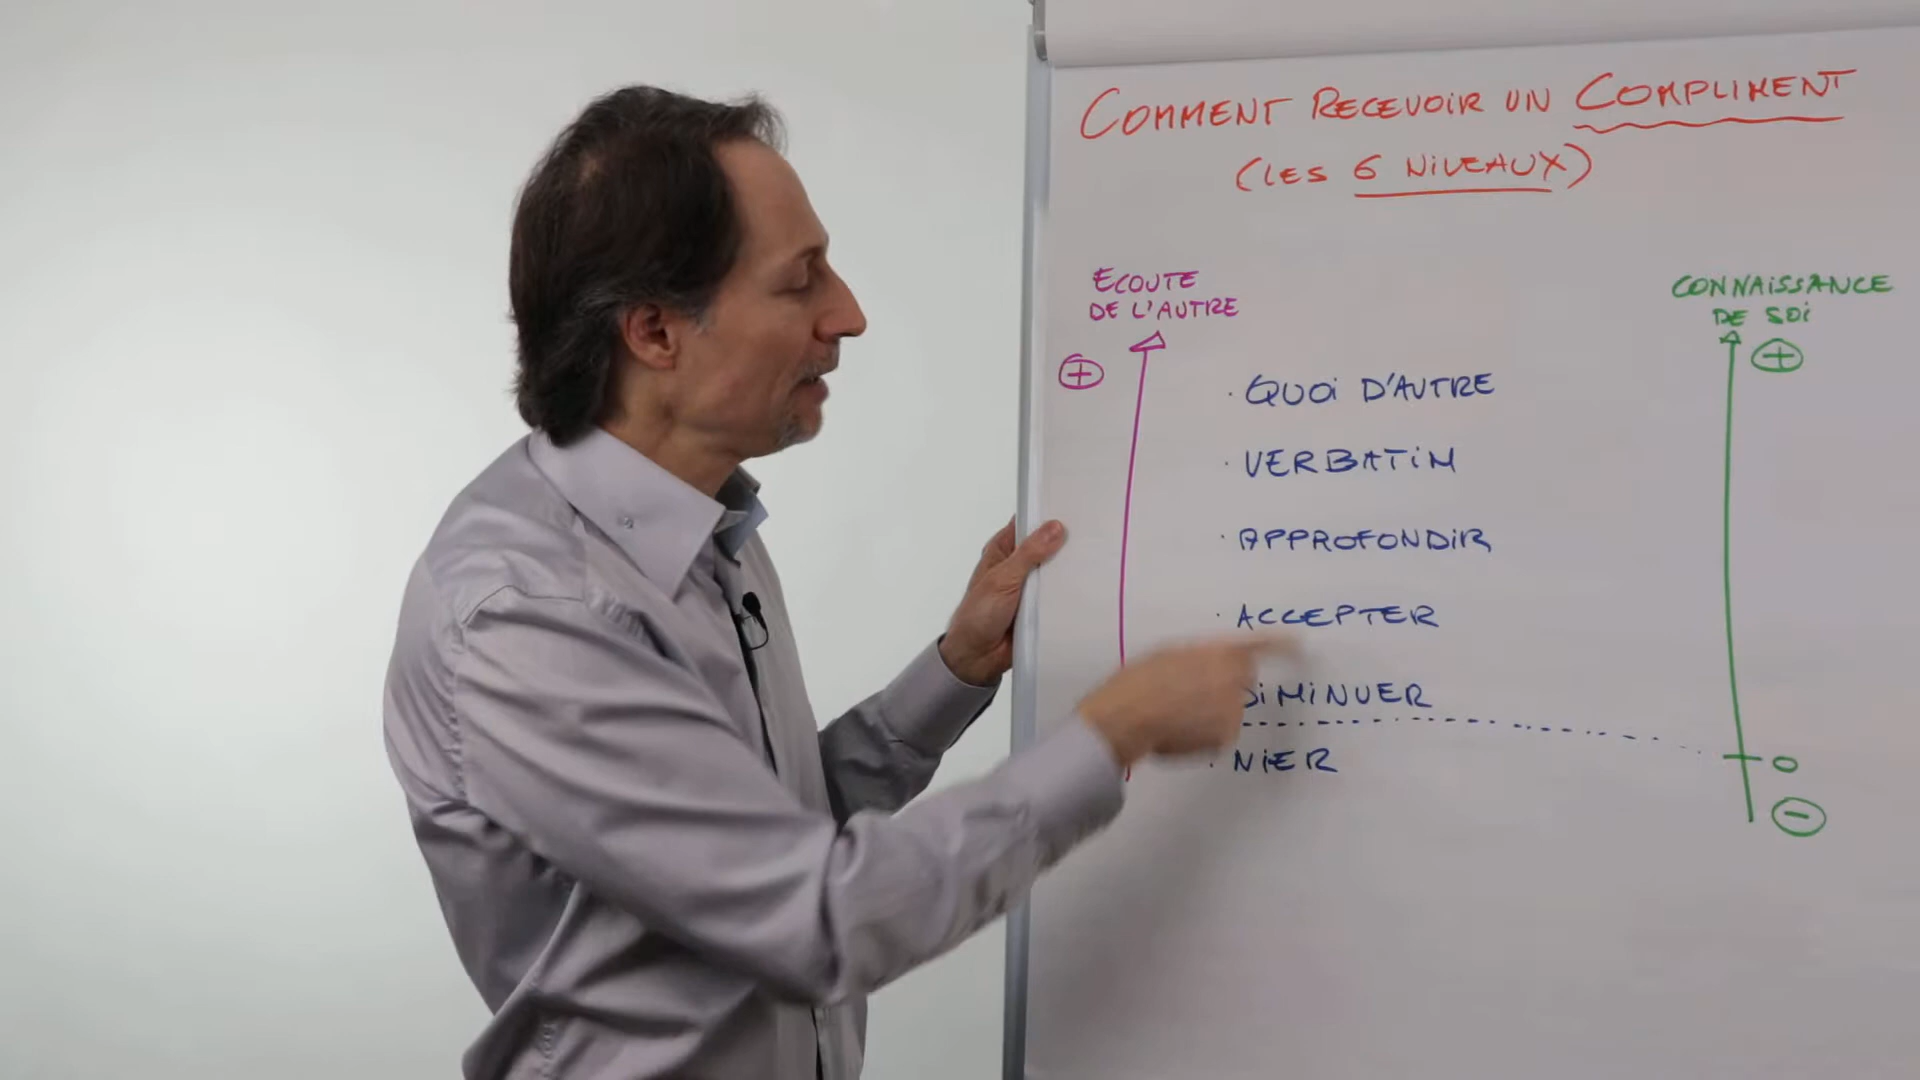 COMMENT RECEVOIR UN COMPLIMENT
(LES 6 NIVEAUX)
ECOUTE
DE L'AUTRE
+
CONNAISSANCE
DE SOI
+
· QUOI D'AUTRE
· VERBATIM
· APPROFONDIR
· ACCEPTER
DIMINUER
· NIER
0
-